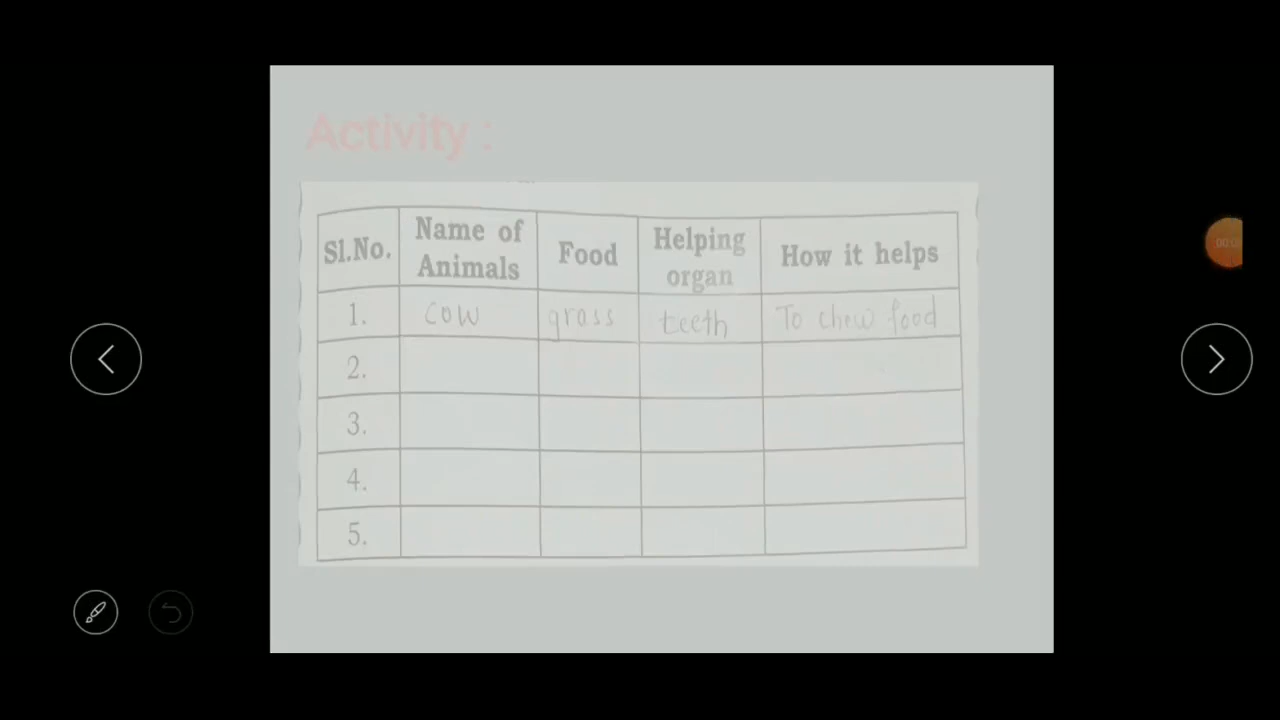 Activity :
Sl.No. Name of Animals Food Helping organ How it helps
1. cow grass teeth To chew food
2.
3.
4.
5.